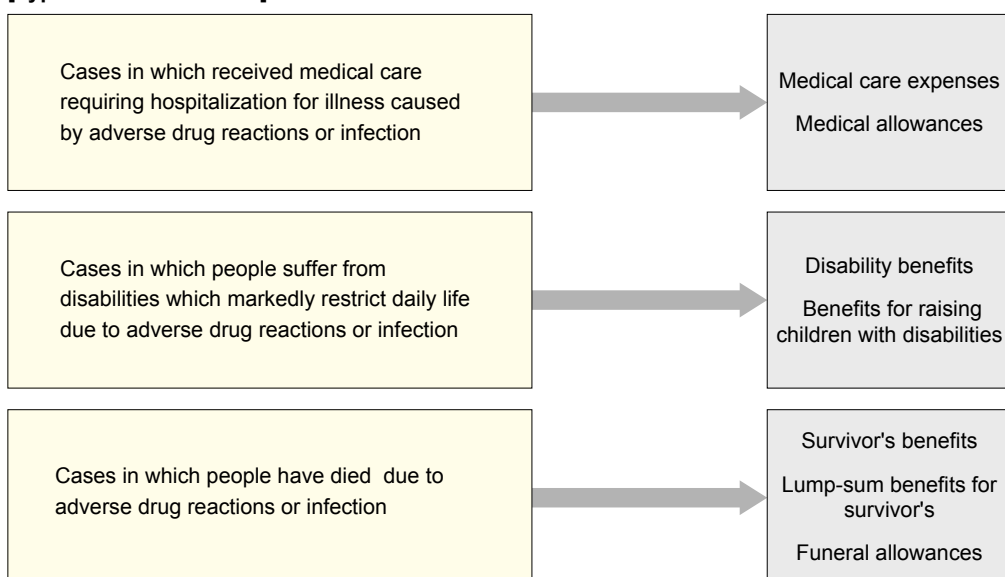 Cases in which received medical care
requiring hospitalization for illness caused
by adverse drug reactions or infection
Medical care expenses
Medical allowances
Cases in which people suffer from
disabilities which markedly restrict daily life
due to adverse drug reactions or infection
Disability benefits
Benefits for raising
children with disabilities
Cases in which people have died due to
adverse drug reactions or infection
Survivor's benefits
Lump-sum benefits for
survivor's
Funeral allowances